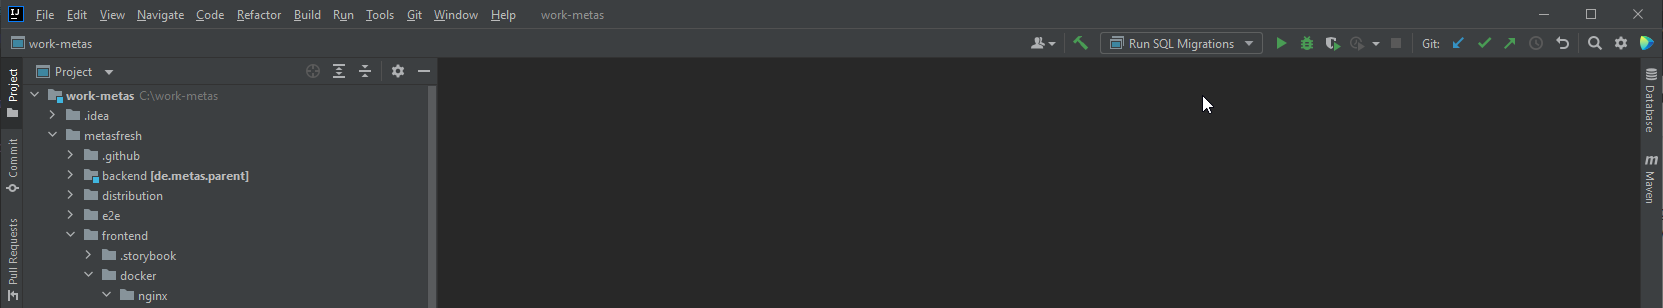 IJ File Edit View Navigate Code Refactor Build Run Tools Git Window Help work-metas
work-metas Run SQL Migrations Git:
Project
work-metas C:\work-metas
.idea
metasfresh
.github
backend [de.metas.parent]
distribution
e2e
frontend
.storybook
docker
nginx
Project
Commit
Pull Requests
Database
m Maven